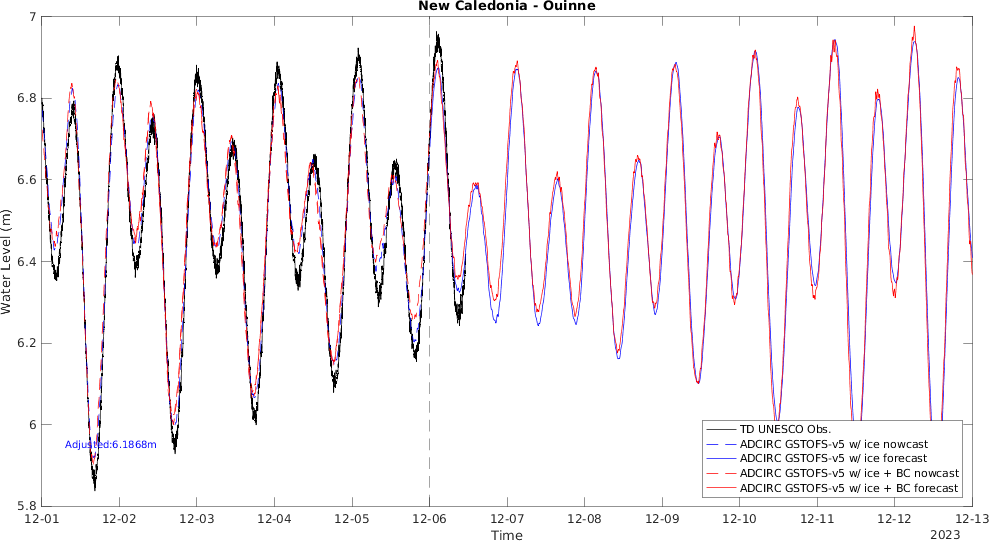 New Caledonia - Ouinne
7
6.8
6.6
6.4
6.2
6
5.8
Water Level (m)
Adjusted:6.1868m
TD UNESCO Obs.
ADCIRC GSTOFS-v5 w/ ice nowcast
ADCIRC GSTOFS-v5 w/ ice forecast
ADCIRC GSTOFS-v5 w/ ice + BC nowcast
ADCIRC GSTOFS-v5 w/ ice + BC forecast
12-01 12-02 12-03 12-04 12-05 12-06 12-07 12-08 12-09 12-10 12-11 12-12 12-13
Time
2023